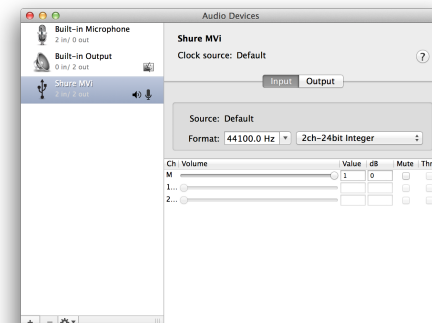 Audio Devices
Built-in Microphone
2 in/ 0 out
Built-in Output
0 in/ 2 out
Shure MVi
2 in/ 2 out
Shure MVi
Clock source: Default
?
Input Output
Source: Default
Format: 44100.0 Hz 2ch-24bit Integer
Ch Volume Value dB Mute Thr
M 1 0
1...
2...